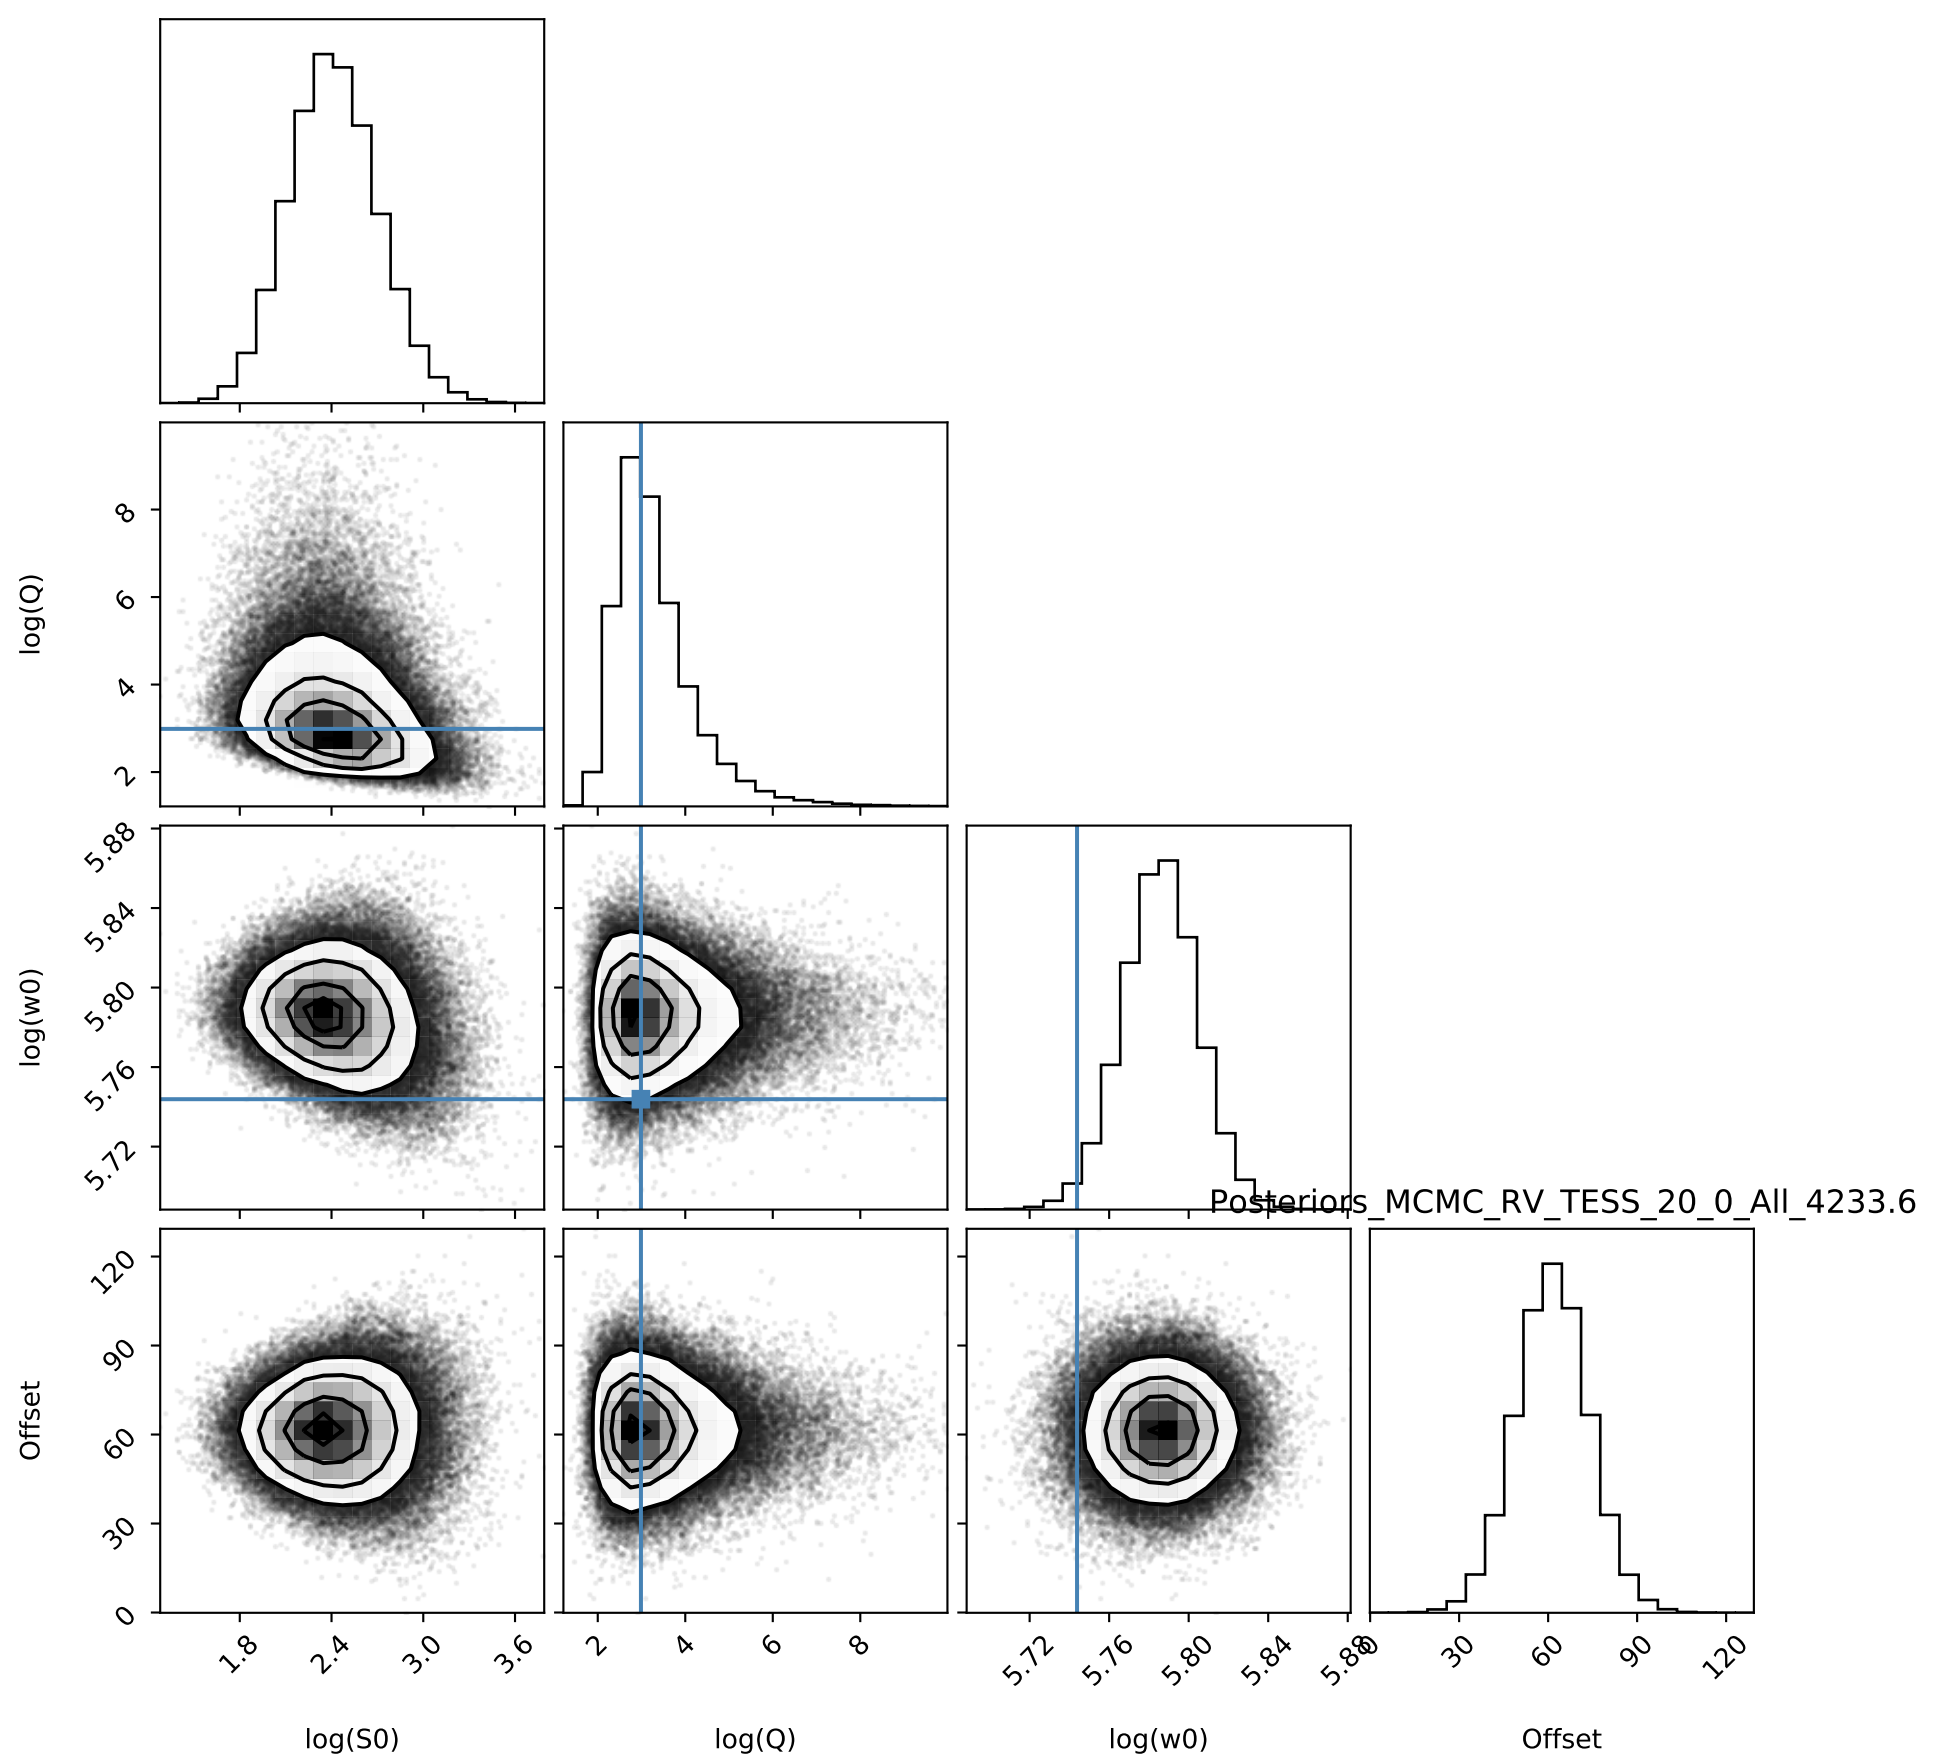 log(Q)
8
6
4
2
log(w0)
5.88
5.84
5.80
5.76
5.72
Posteriors_MCMC_RV_TESS_20_0_All_4233.6
Offset
120
90
60
30
0
1.8 2.4 3.0 3.6 2 4 6 8 5.72 5.76 5.80 5.84 5.88 0 30 60 90 120
log(S0) log(Q) log(w0) Offset